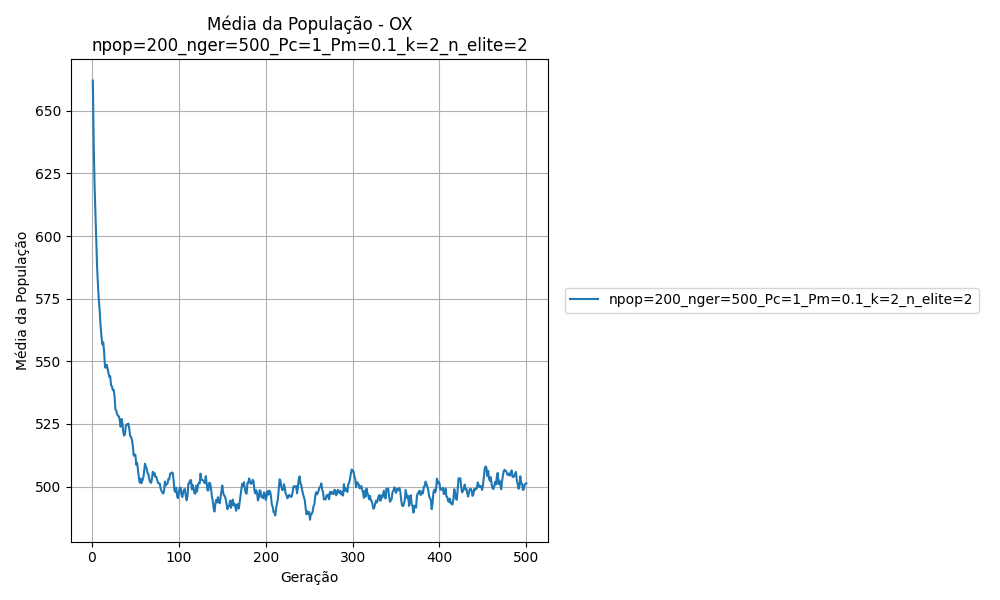 Média da População - OX
npop=200_nger=500_Pc=1_Pm=0.1_k=2_n_elite=2
Média da População
650
625
600
575
550
525
500
0 100 200 300 400 500
Geração
npop=200_nger=500_Pc=1_Pm=0.1_k=2_n_elite=2